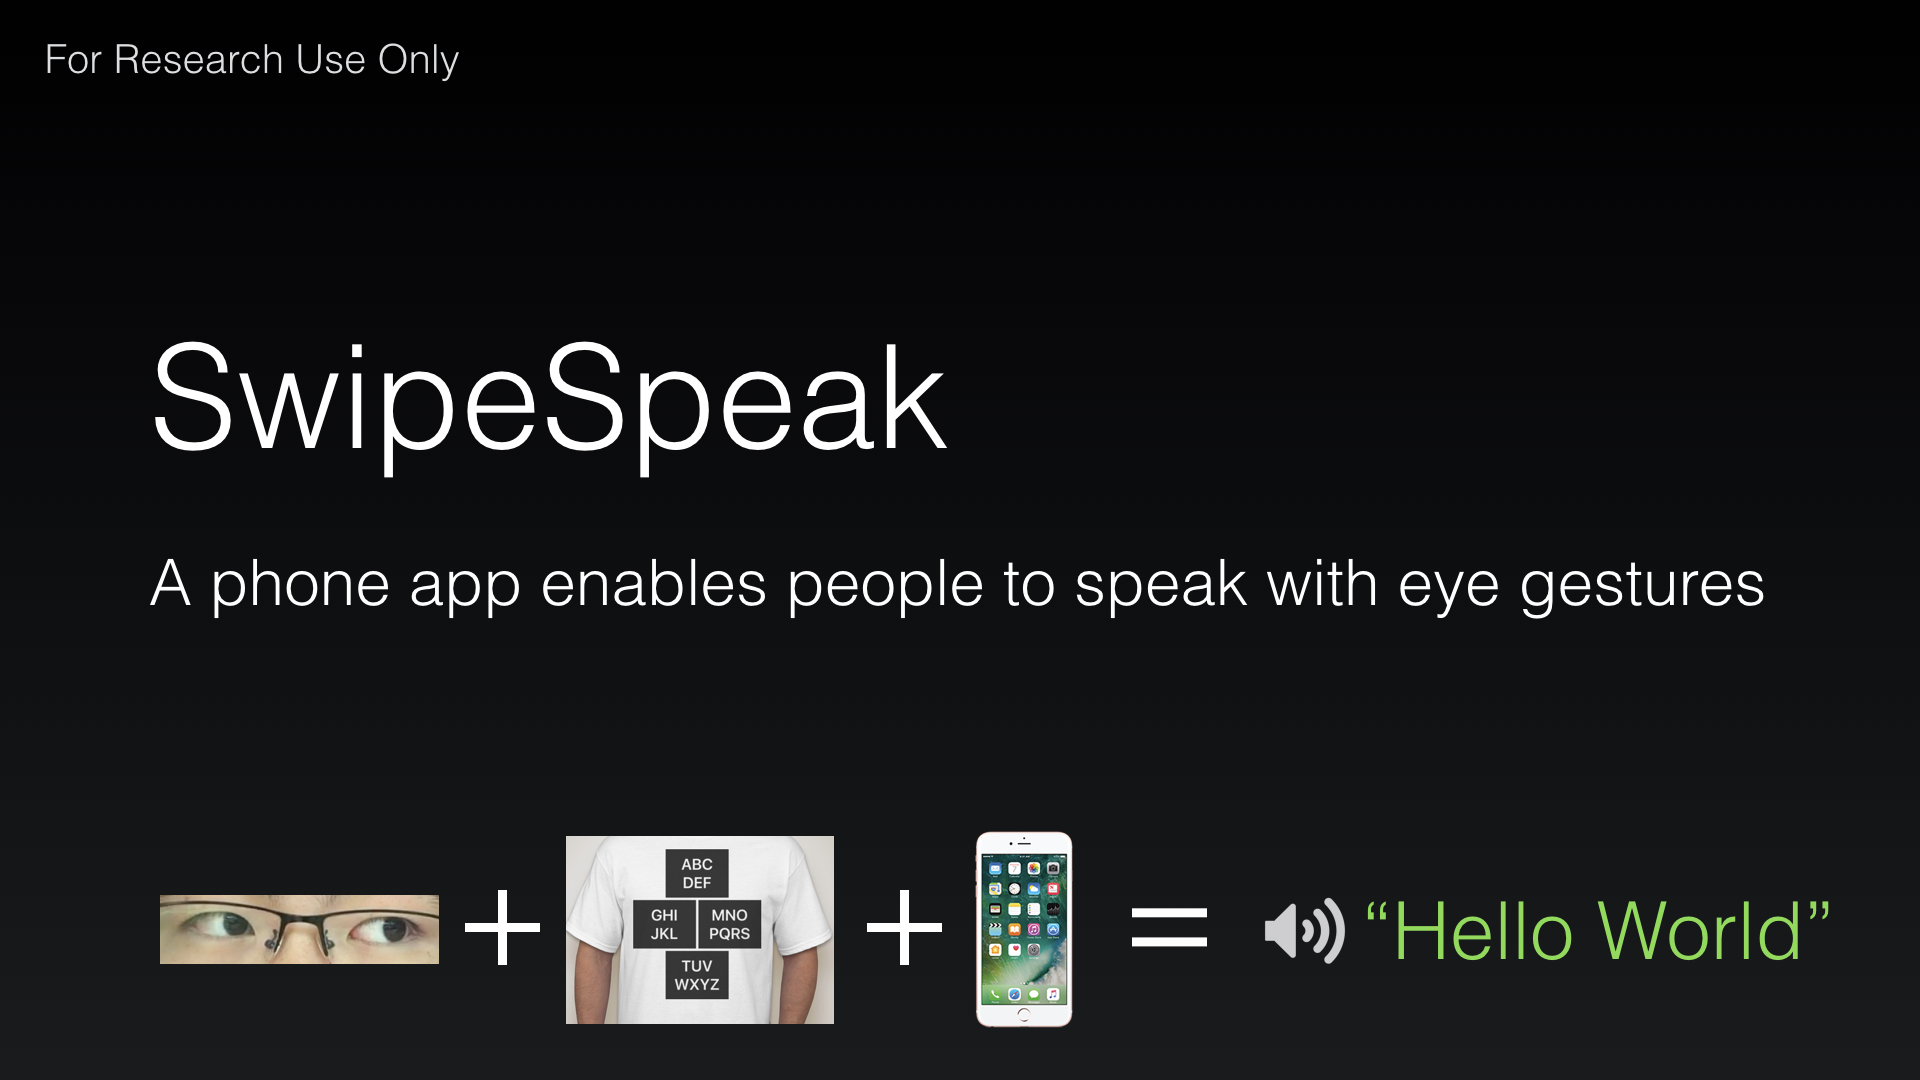 For Research Use Only
SwipeSpeak
A phone app enables people to speak with eye gestures
ABC
DEF
GHI
JKL
MNO
PQRS
TUV
WXYZ
“Hello World”